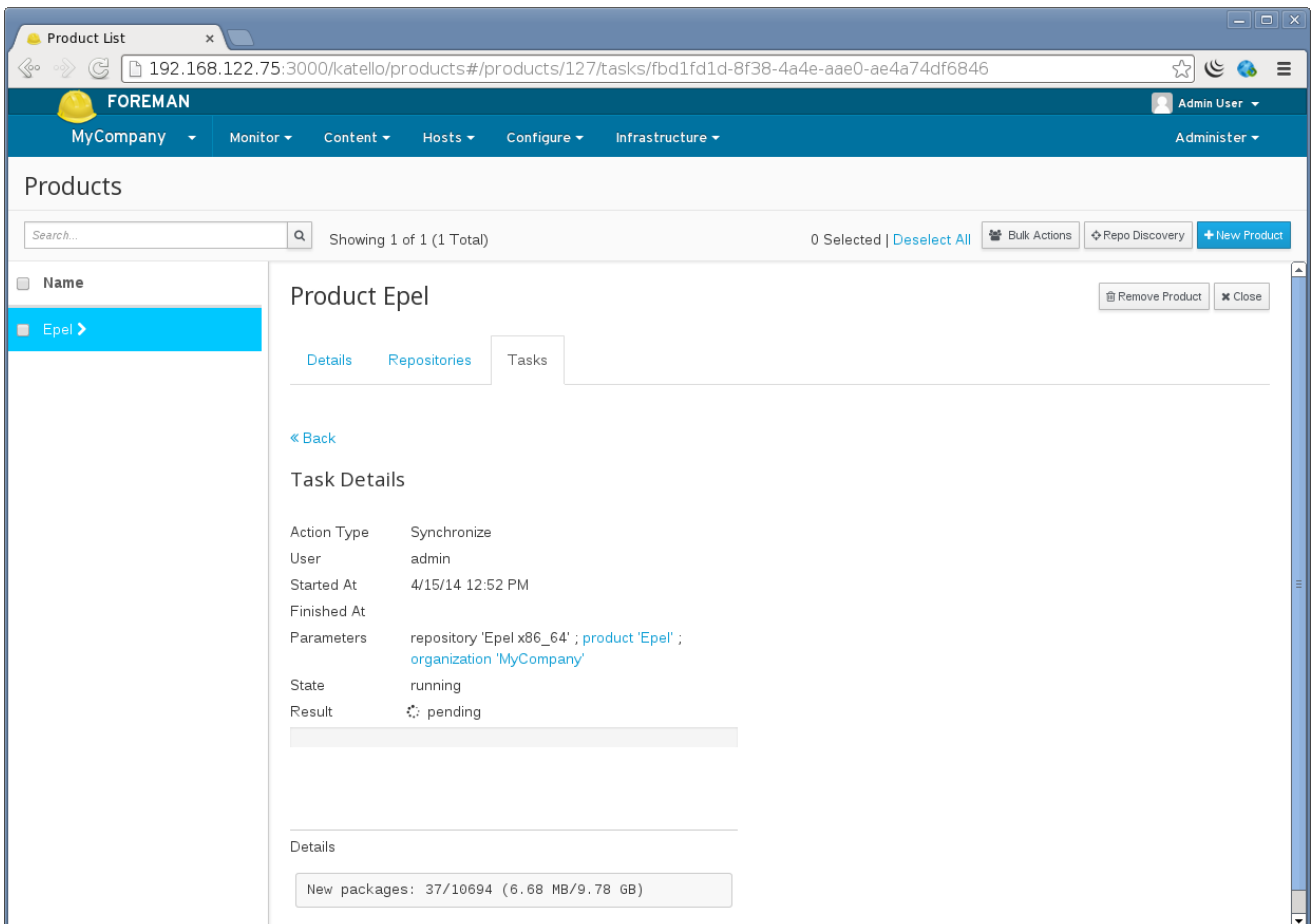 Product List
192.168.122.75:3000/katello/products#/products/127/tasks/fbd1fd1d-8f38-4a4e-aae0-ae4a74df6846
FOREMAN
Admin User
MyCompany Monitor Content Hosts Configure Infrastructure Administer
Products
Search... Showing 1 of 1 (1 Total) 0 Selected | Deselect All Bulk Actions Repo Discovery + New Product
Name
Epel
Product Epel
Remove Product Close
Details Repositories Tasks
« Back
Task Details
Action Type Synchronize
User admin
Started At 4/15/14 12:52 PM
Finished At
Parameters repository 'Epel x86_64' ; product 'Epel' ;
organization 'MyCompany'
State running
Result pending
Details
New packages: 37/10694 (6.68 MB/9.78 GB)